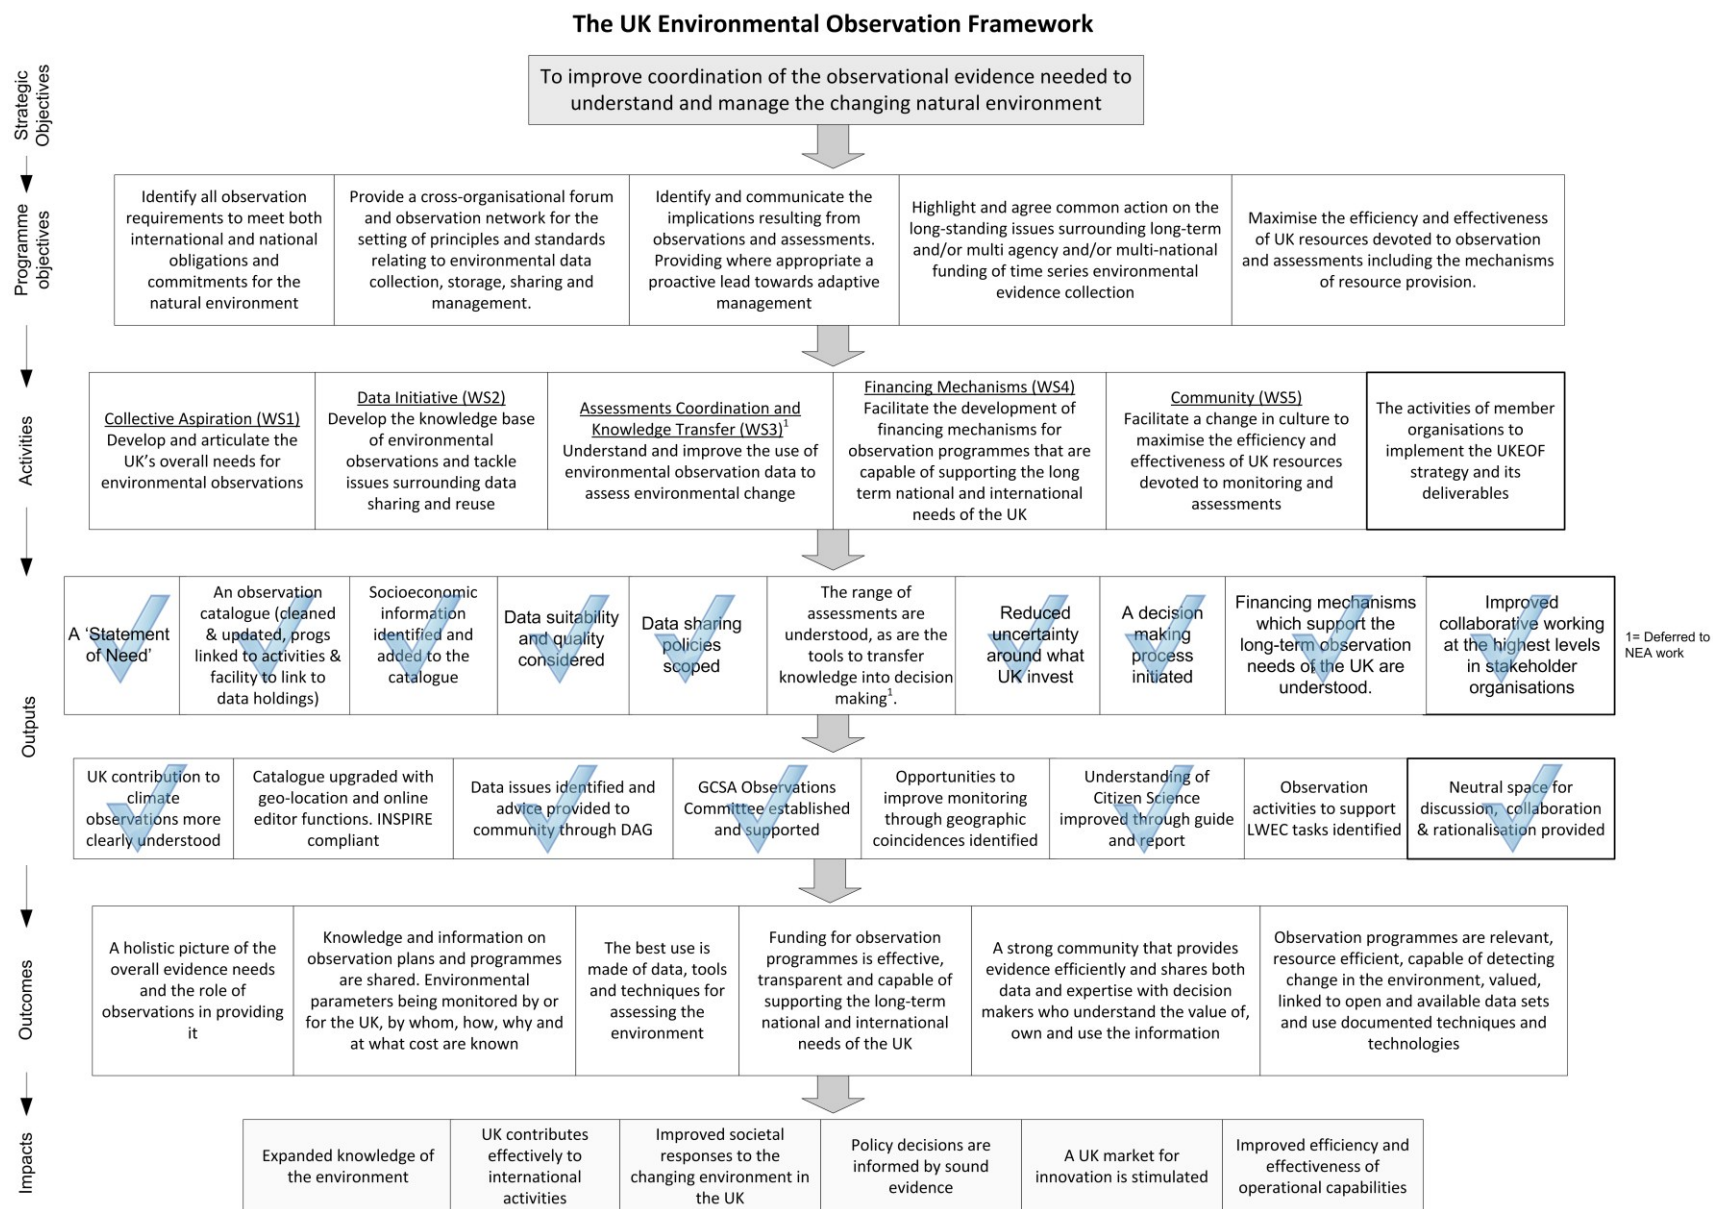 The UK Environmental Observation Framework
Strategic
Objectives
To improve coordination of the observational evidence needed to
understand and manage the changing natural environment
Programme
objectives
Identify all observation
requirements to meet both
international and national
obligations and
commitments for the
natural environment
Provide a cross-organisational forum
and observation network for the
setting of principles and standards
relating to environmental data
collection, storage, sharing and
management.
Identify and communicate the
implications resulting from
observations and assessments.
Providing where appropriate a
proactive lead towards adaptive
management
Highlight and agree common action on the
long-standing issues surrounding long-term
and/or multi agency and/or multi-national
funding of time series environmental
evidence collection
Maximise the efficiency and effectiveness
of UK resources devoted to observation
and assessments including the mechanisms
of resource provision.
Activities
Collective Aspiration (WS1)
Develop and articulate the
UK's overall needs for
environmental observations
Data Initiative (WS2)
Develop the knowledge base
of environmental
observations and tackle
issues surrounding data
sharing and reuse
Assessments Coordination and
Knowledge Transfer (WS3)1
Understand and improve the use of
environmental observation data to
assess environmental change
Financing Mechanisms (WS4)
Facilitate the development of
financing mechanisms for
observation programmes that are
capable of supporting the long
term national and international
needs of the UK
Community (WS5)
Facilitate a change in culture to
maximise the efficiency and
effectiveness of UK resources
devoted to monitoring and
assessments
The activities of member
organisations to
implement the UKEOF
strategy and its
deliverables
Outputs
A 'Statement
of Need'
An observation
catalogue (cleaned
& updated, progs
linked to activities &
facility to link to
data holdings)
Socioeconomic
information
identified and
added to the
catalogue
Data suitability
and quality
considered
Data sharing
policies
scoped
The range of
assessments are
understood, as are the
tools to transfer
knowledge into decision
making1.
Reduced
uncertainty
around what
UK invest
A decision
making
process
initiated
Financing mechanisms
which support the
long-term observation
needs of the UK are
understood.
Improved
collaborative working
at the highest levels
in stakeholder
organisations
1= Deferred to
NEA work
UK contribution to
climate
observations more
clearly understood
Catalogue upgraded with
geo-location and online
editor functions. INSPIRE
compliant
Data issues identified and
advice provided to
community through DAG
GCSA Observations
Committee established
and supported
Opportunities to
improve monitoring
through geographic
coincidences identified
Understanding of
Citizen Science
improved through guide
and report
Observation
activities to support
LWEC tasks identified
Neutral space for
discussion, collaboration
& rationalisation provided
Outcomes
A holistic picture of the
overall evidence needs
and the role of
observations in providing
it
Knowledge and information on
observation plans and programmes
are shared. Environmental
parameters being monitored by or
for the UK, by whom, how, why and
at what cost are known
The best use is
made of data, tools
and techniques for
assessing the
environment
Funding for observation
programmes is effective,
transparent and capable of
supporting the long-term
national and international
needs of the UK
A strong community that provides
evidence efficiently and shares both
data and expertise with decision
makers who understand the value of,
own and use the information
Observation programmes are relevant,
resource efficient, capable of detecting
change in the environment, valued,
linked to open and available data sets
and use documented techniques and
technologies
Impacts
Expanded knowledge of
the environment
UK contributes
effectively to
international
activities
Improved societal
responses to the
changing environment in
the UK
Policy decisions are
informed by sound
evidence
A UK market for
innovation is stimulated
Improved efficiency and
effectiveness of
operational capabilities